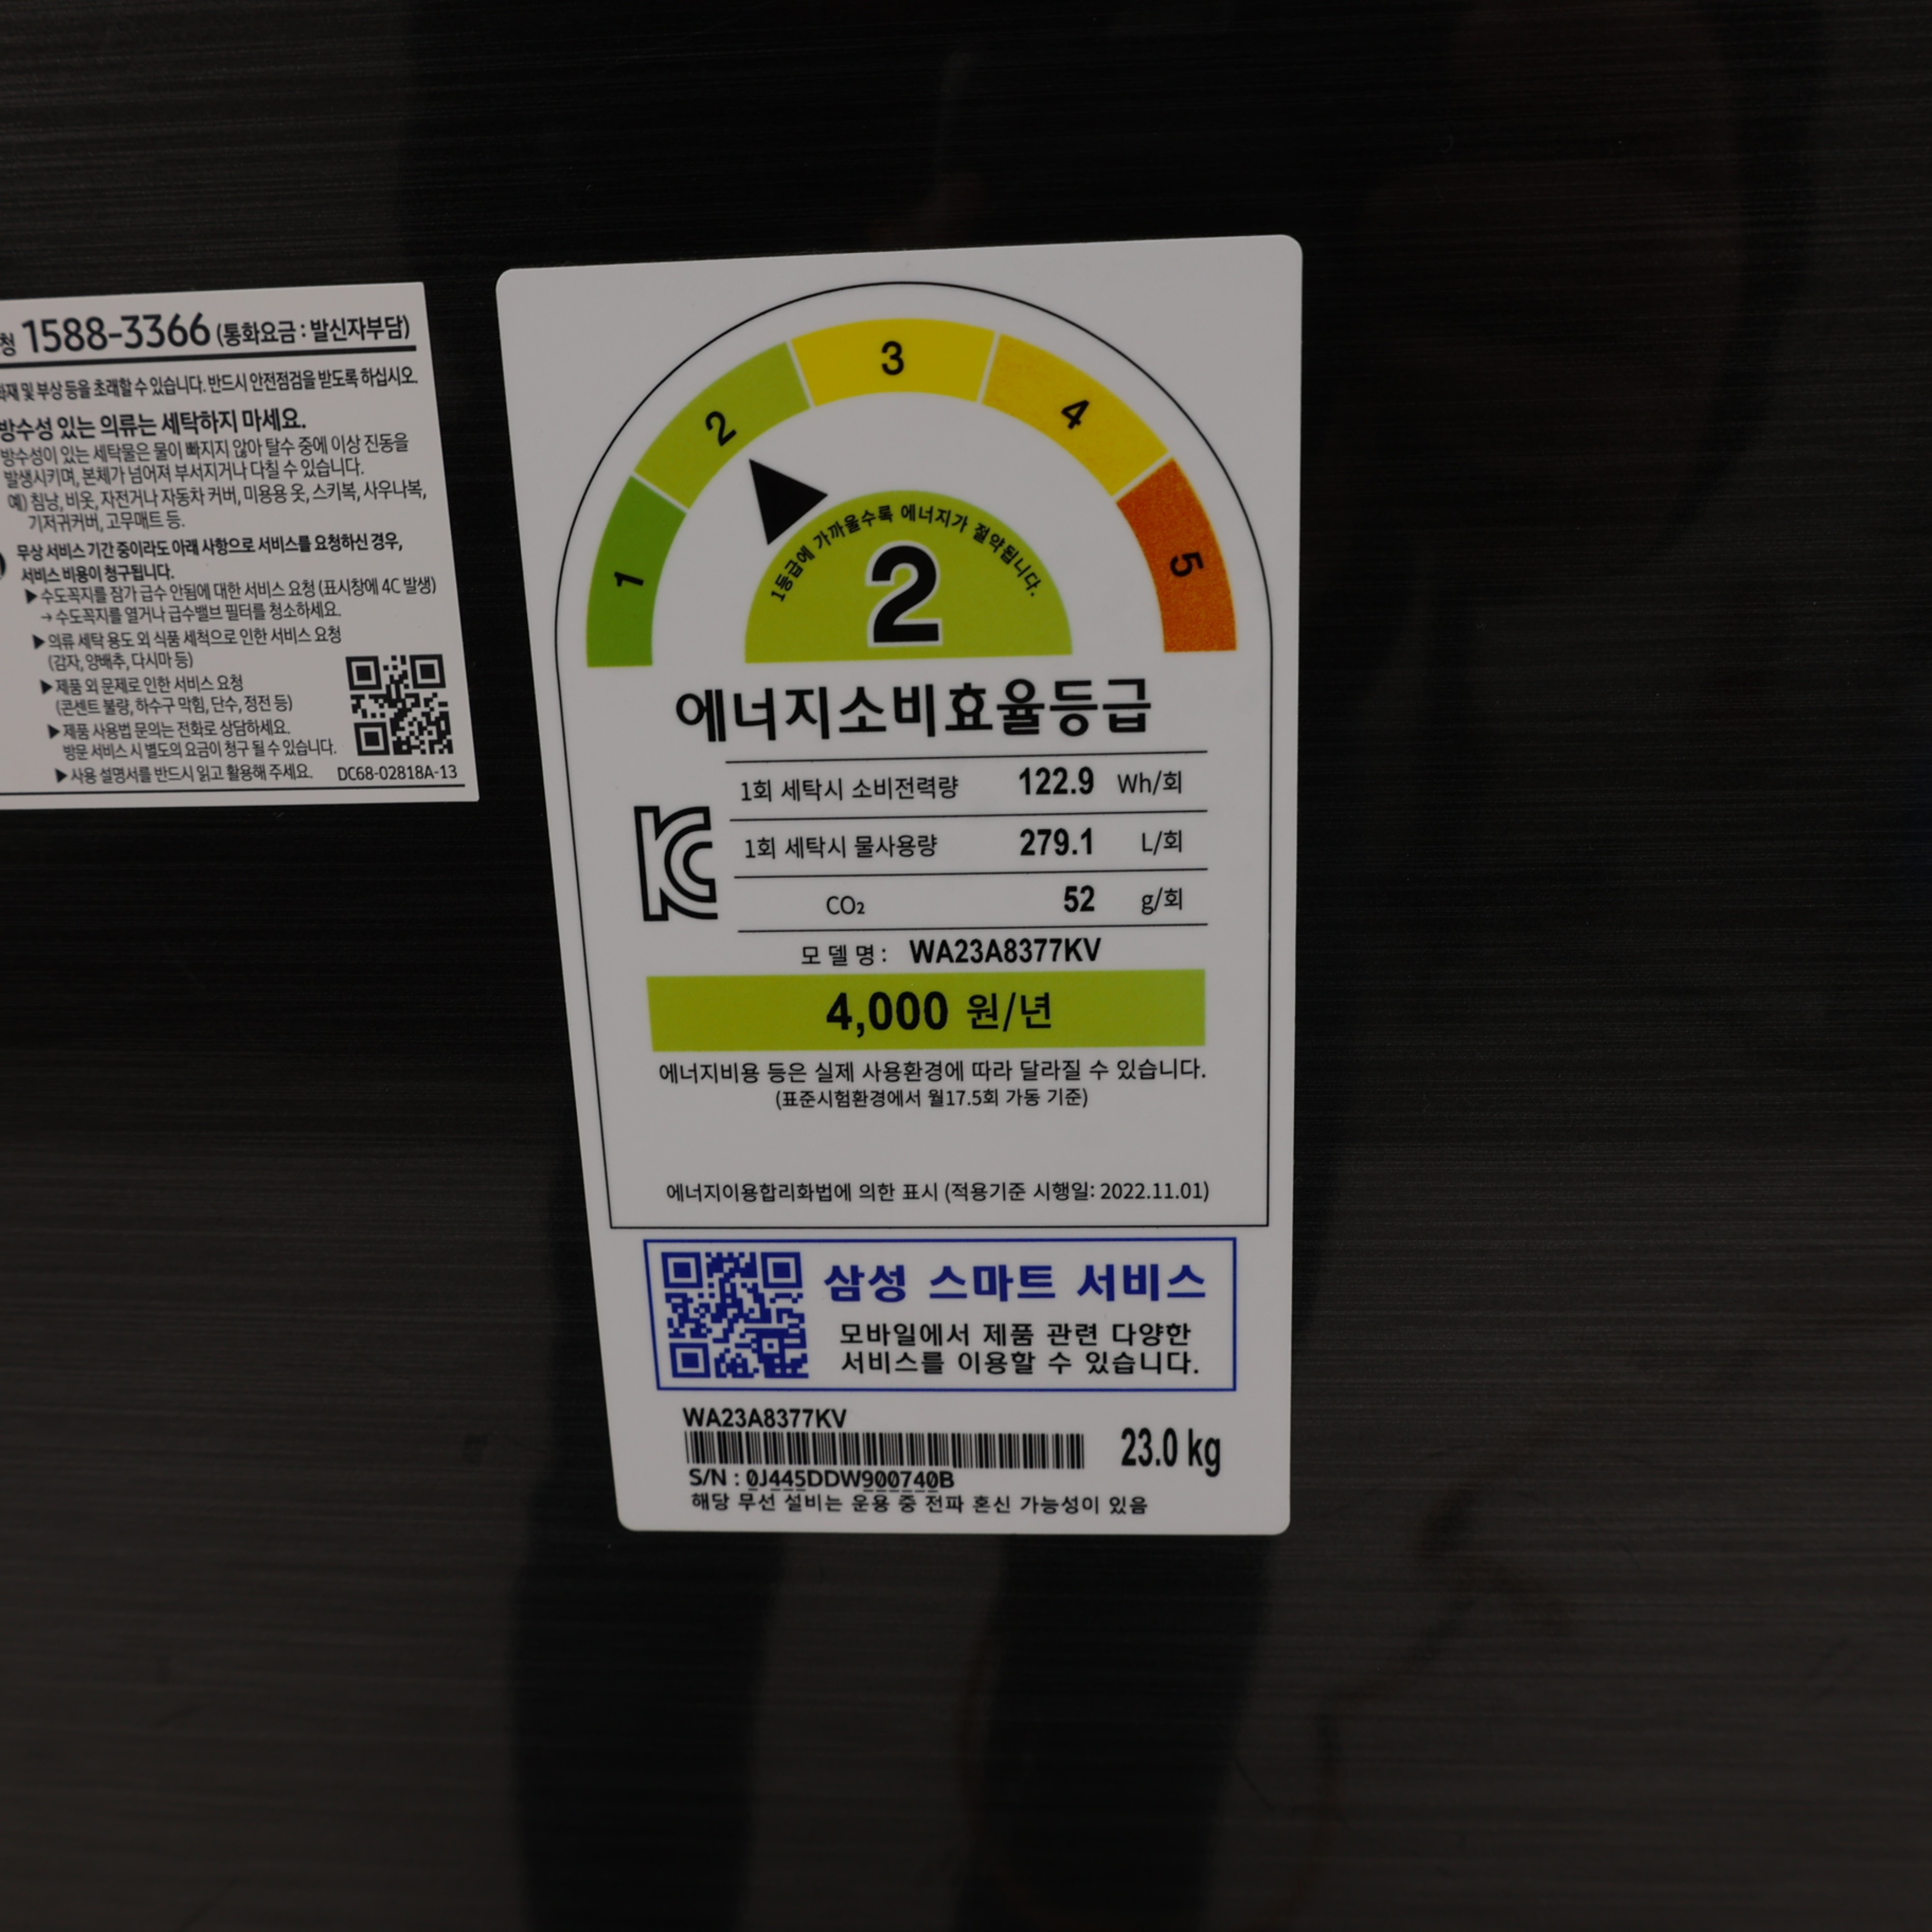 청 1588-3366 (통화요금 : 발신자부담)
화재 및 부상 등을 초래할 수 있습니다. 반드시 안전점검을 받도록 하십시오.
방수성 있는 의류는 세탁하지 마세요.
방수성이 있는 세탁물은 물이 빠지지 않아 탈수 중에 이상 진동을
발생시키며, 본체가 넘어져 부서지거나 다칠 수 있습니다.
예) 침낭, 비옷, 자전거나 자동차 커버, 미용용 옷, 스키복, 사우나복,
기저귀커버, 고무매트 등.
무상 서비스 기간 중이라도 아래 사항으로 서비스를 요청하신 경우,
서비스 비용이 청구됩니다.
▶ 수도꼭지를 잠가 급수 안됨에 대한 서비스 요청 (표시창에 4C 발생)
→ 수도꼭지를 열거나 급수밸브 필터를 청소하세요.
▶ 의류 세탁 용도 외 식품 세척으로 인한 서비스 요청
(감자, 양배추, 다시마 등)
▶ 제품 외 문제로 인한 서비스 요청
(콘센트 불량, 하수구 막힘, 단수, 정전 등)
▶ 제품 사용법 문의는 전화로 상담하세요.
방문 서비스 시 별도의 요금이 청구 될 수 있습니다.
▶ 사용 설명서를 반드시 읽고 활용해 주세요. DC68-02818A-13
1 2 3 4 5
1등급에 가까울수록 에너지가 절약됩니다.
2
에너지소비효율등급
1회 세탁시 소비전력량 122.9 Wh/회
1회 세탁시 물사용량 279.1 L/회
CO₂ 52 g/회
모델명: WA23A8377KV
4,000 원/년
에너지비용 등은 실제 사용환경에 따라 달라질 수 있습니다.
(표준시험환경에서 월17.5회 가동 기준)
에너지이용합리화법에 의한 표시 (적용기준 시행일: 2022.11.01)
삼성 스마트 서비스
모바일에서 제품 관련 다양한
서비스를 이용할 수 있습니다.
WA23A8377KV
23.0 kg
S/N : 0J445DDW900740B
해당 무선 설비는 운용 중 전파 혼신 가능성이 있음